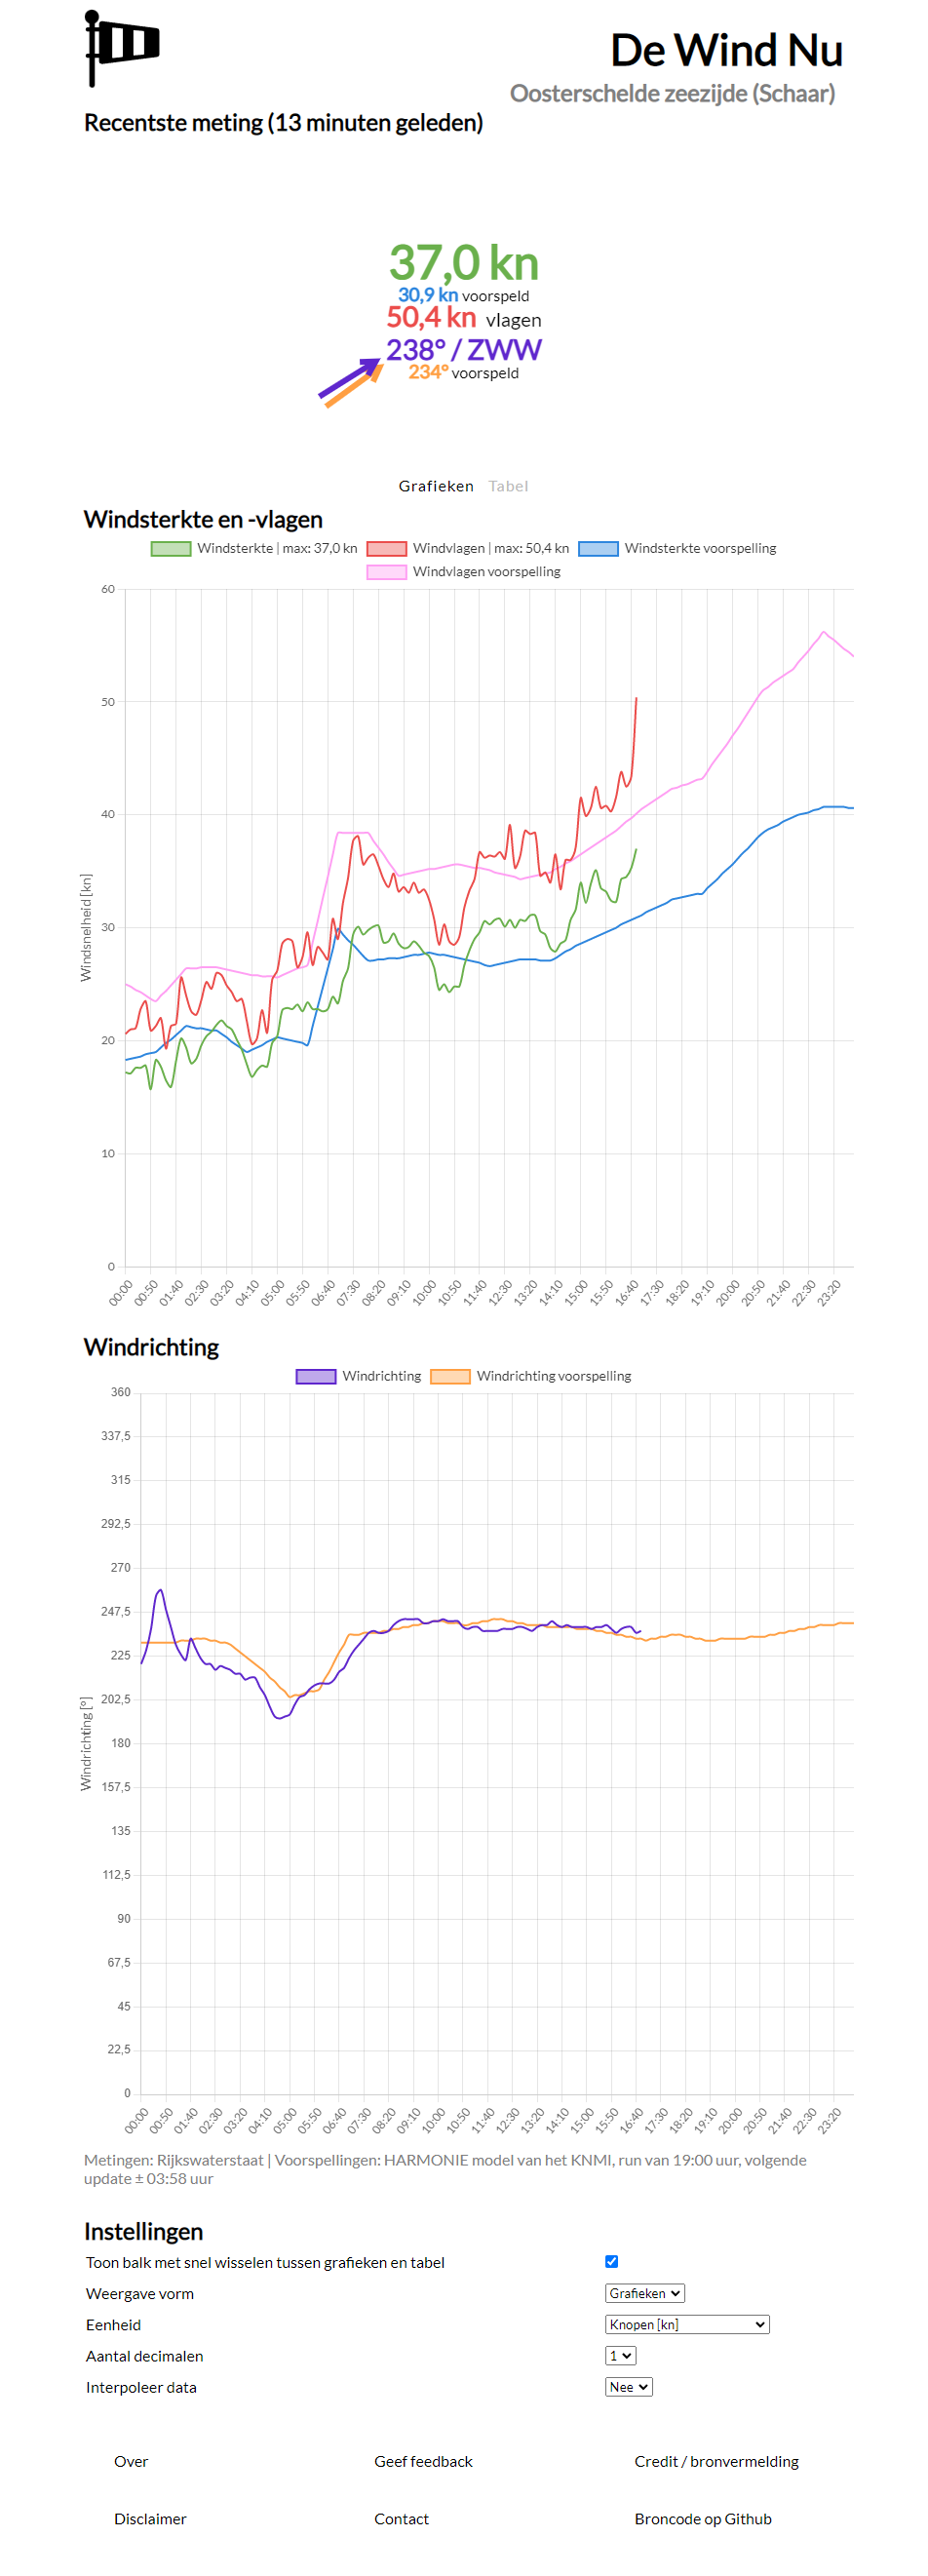 De Wind Nu
Oosterschelde zeezijde (Schaar)
Recentste meting (13 minuten geleden)
37,0 kn
30,9 kn voorspeld
50,4 kn vlagen
238° / ZWW
234° voorspeld
Grafieken Tabel
Windsterkte en -vlagen
Windsterkte | max: 37,0 kn Windvlagen | max: 50,4 kn Windsterkte voorspelling
Windvlagen voorspelling
Windsnelheid [kn]
60
50
40
30
20
10
0
00:00 00:50 01:40 02:30 03:20 04:10 05:00 05:50 06:40 07:30 08:20 09:10 10:00 10:50 11:40 12:30 13:20 14:10 15:00 15:50 16:40 17:30 18:20 19:10 20:00 20:50 21:40 22:30 23:20
Windrichting
Windrichting Windrichting voorspelling
Windrichting [°]
360
337,5
315
292,5
270
247,5
225
202,5
180
157,5
135
112,5
90
67,5
45
22,5
0
00:00 00:50 01:40 02:30 03:20 04:10 05:00 05:50 06:40 07:30 08:20 09:10 10:00 10:50 11:40 12:30 13:20 14:10 15:00 15:50 16:40 17:30 18:20 19:10 20:00 20:50 21:40 22:30 23:20
Metingen: Rijkswaterstaat | Voorspellingen: HARMONIE model van het KNMI, run van 19:00 uur, volgende
update ± 03:58 uur
Instellingen
Toon balk met snel wisselen tussen grafieken en tabel
Weergave vorm Grafieken
Eenheid Knopen [kn]
Aantal decimalen 1
Interpoleer data Nee
Over Geef feedback Credit / bronvermelding
Disclaimer Contact Broncode op Github